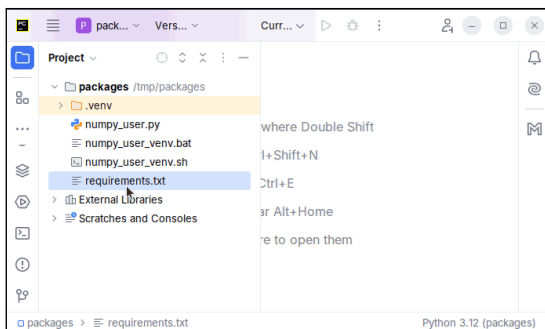 PC P pack... Vers... Curr...
Project
packages /tmp/packages
.venv
numpy_user.py
numpy_user_venv.bat
numpy_user_venv.sh
requirements.txt
External Libraries
Scratches and Consoles
where Double Shift
l+Shift+N
Ctrl+E
ar Alt+Home
re to open them
packages > requirements.txt Python 3.12 (packages)